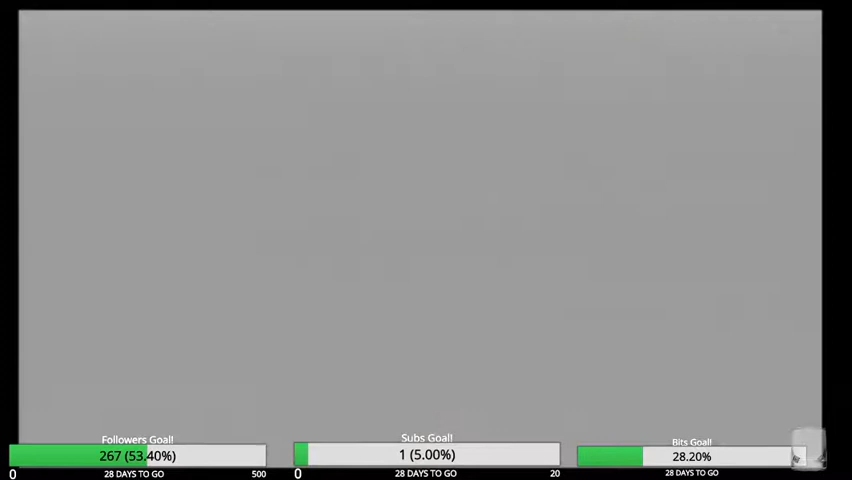 Followers Goal!
267 (53.40%)
0 28 DAYS TO GO 500
Subs Goal!
1 (5.00%)
0 28 DAYS TO GO 20
Bits Goal!
28.20%
28 DAYS TO GO